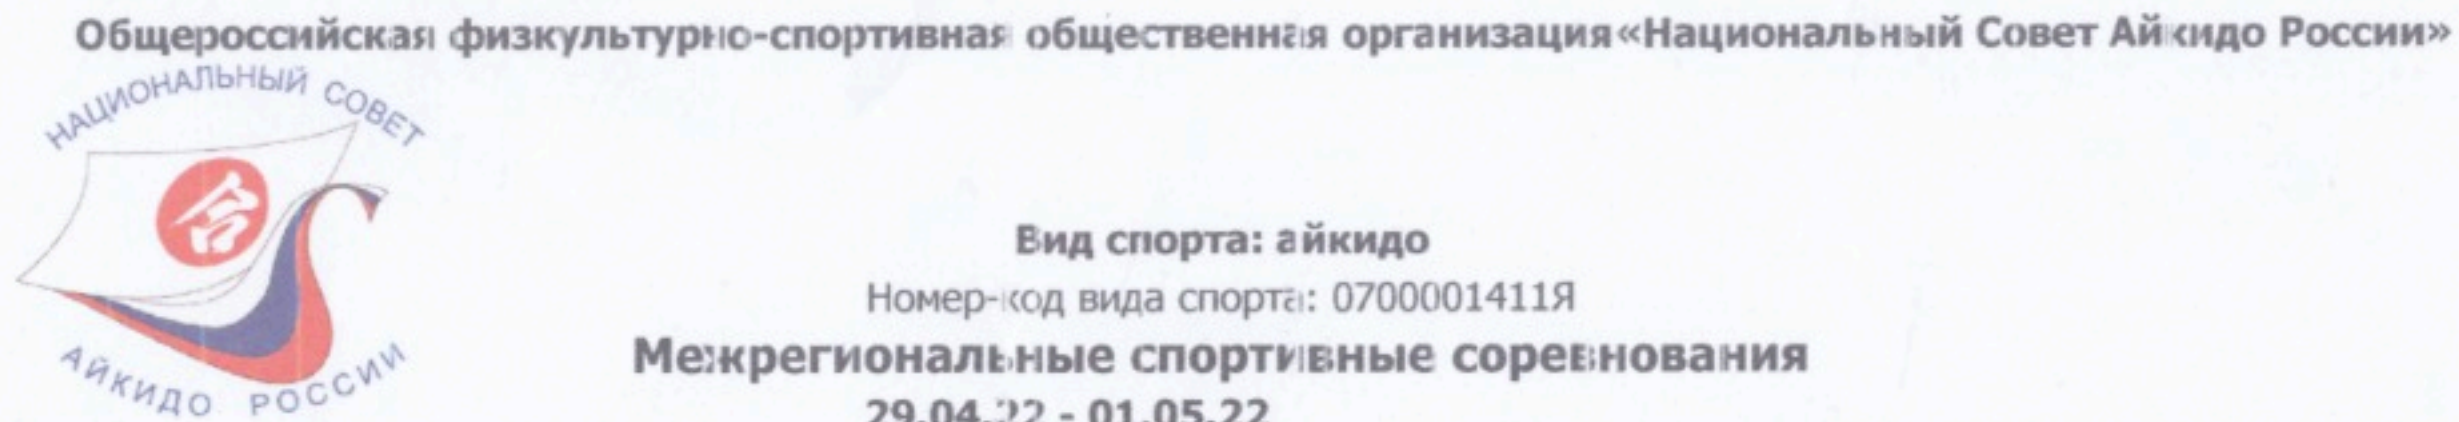 Общероссийская физкультурно-спортивная общественная организация«Национальный Совет Айкидо России»
НАЦИОНАЛЬНЫЙ СОВЕТ
合
АЙКИДО РОССИИ
Вид спорта: айкидо
Номер-код вида спорта: 0700001411Я
Межрегиональные спортивные соревнования
29.04.22 - 01.05.22